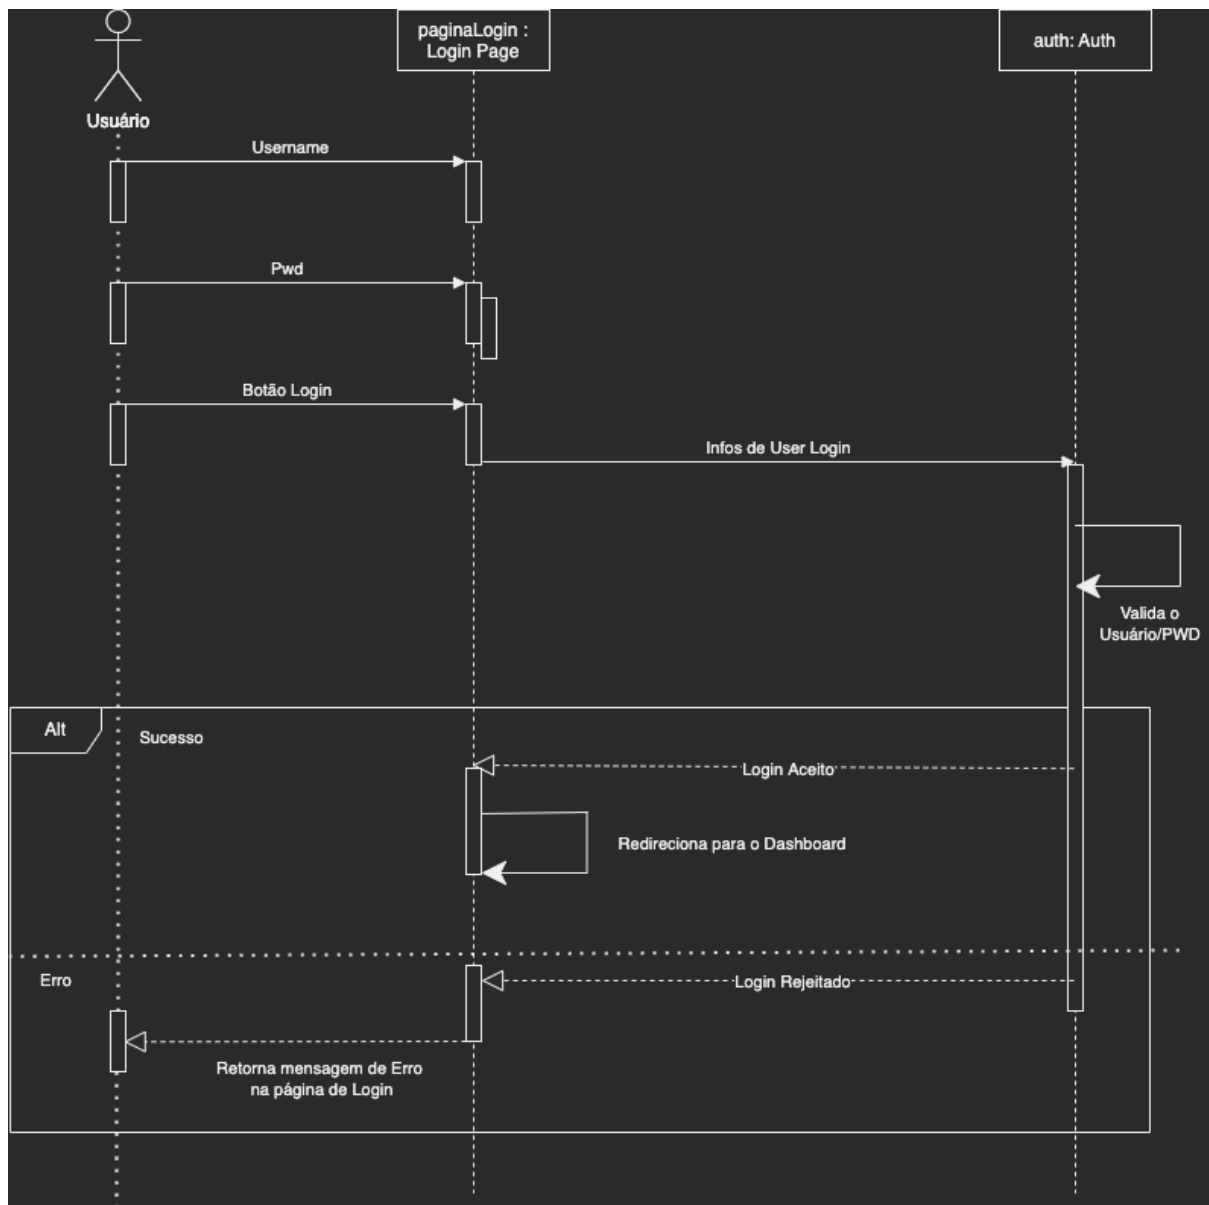 paginaLogin :
Login Page
auth: Auth
Usuário
Username
Pwd
Botão Login
Infos de User Login
Valida o
Usuário/PWD
Alt
Sucesso
Login Aceito
Redireciona para o Dashboard
Erro
Login Rejeitado
Retorna mensagem de Erro
na página de Login